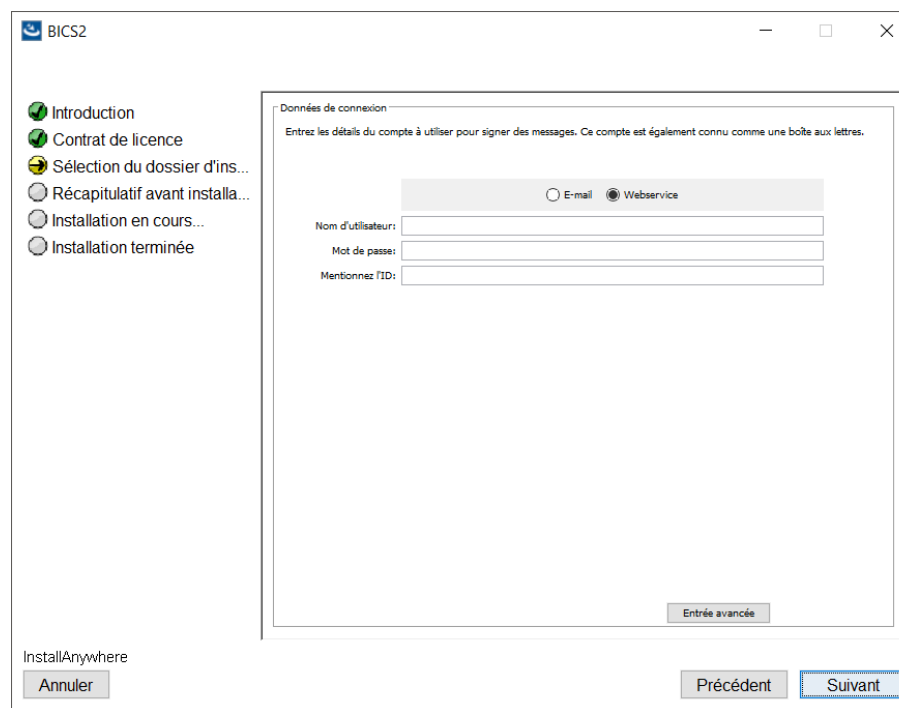 BICS2
Introduction
Contrat de licence
Sélection du dossier d'ins...
Récapitulatif avant installa...
Installation en cours...
Installation terminée
Données de connexion
Entrez les détails du compte à utiliser pour signer des messages. Ce compte est également connu comme une boîte aux lettres.
E-mail Webservice
Nom d'utilisateur:
Mot de passe:
Mentionnez l'ID:
Entrée avancée
InstallAnywhere
Annuler Précédent Suivant